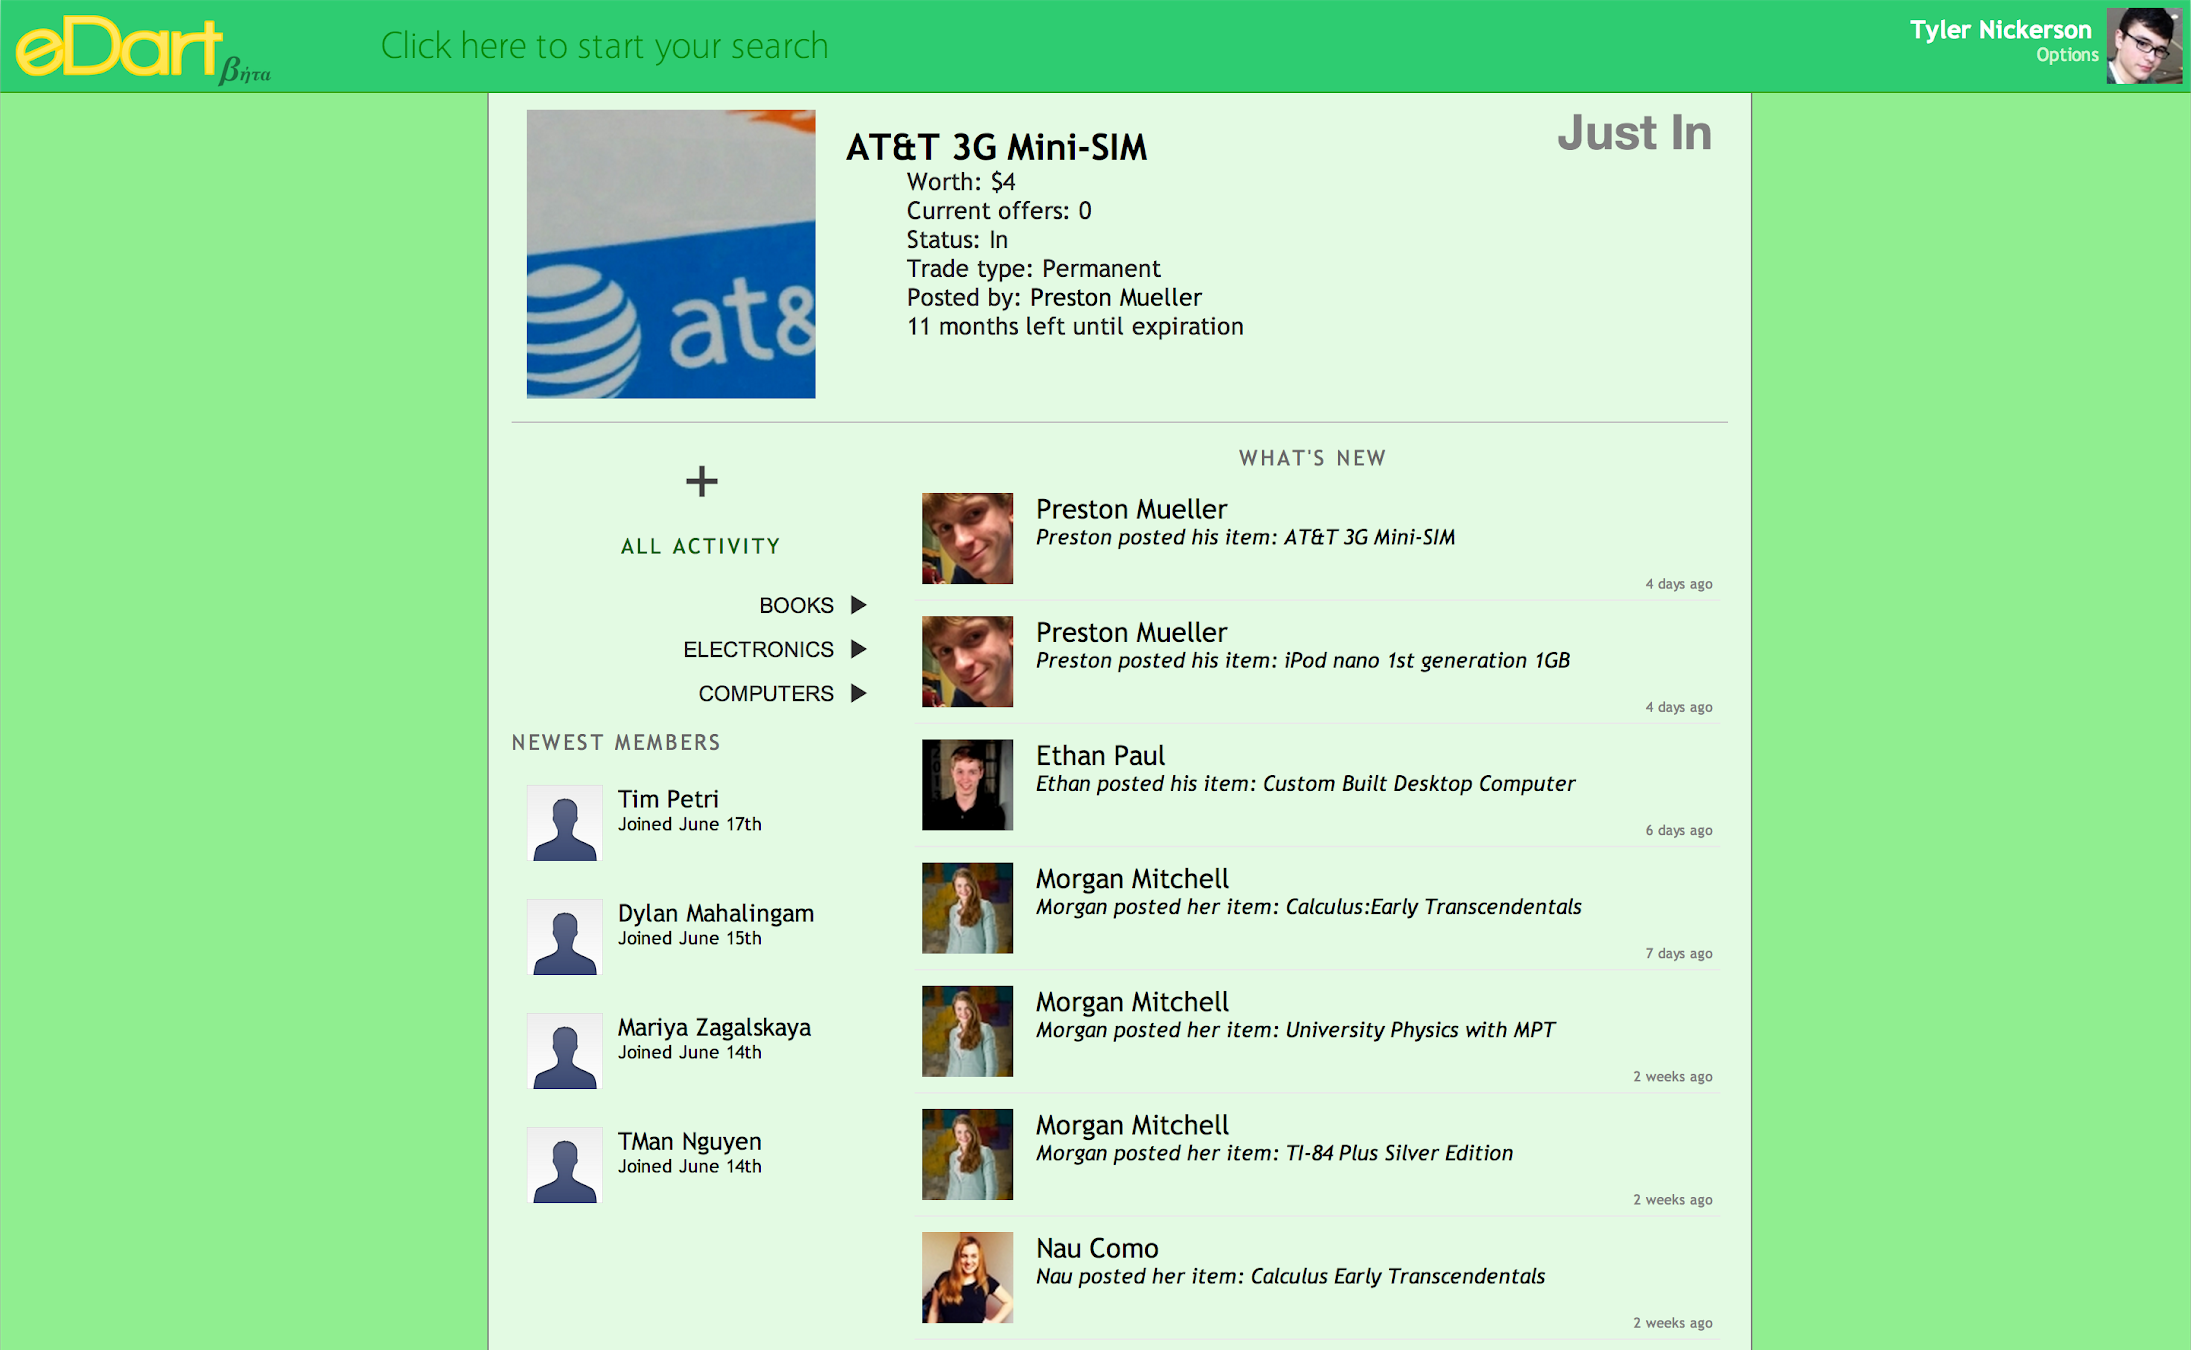 eDart βήτα
Click here to start your search
Tyler Nickerson
Options
Just In
at&
AT&T 3G Mini-SIM
Worth: $4
Current offers: 0
Status: In
Trade type: Permanent
Posted by: Preston Mueller
11 months left until expiration
+
ALL ACTIVITY
BOOKS
ELECTRONICS
COMPUTERS
NEWEST MEMBERS
Tim Petri
Joined June 17th
Dylan Mahalingam
Joined June 15th
Mariya Zagalskaya
Joined June 14th
TMan Nguyen
Joined June 14th
WHAT'S NEW
Preston Mueller
Preston posted his item: AT&T 3G Mini-SIM
4 days ago
Preston Mueller
Preston posted his item: iPod nano 1st generation 1GB
4 days ago
Ethan Paul
Ethan posted his item: Custom Built Desktop Computer
6 days ago
Morgan Mitchell
Morgan posted her item: Calculus:Early Transcendentals
7 days ago
Morgan Mitchell
Morgan posted her item: University Physics with MPT
2 weeks ago
Morgan Mitchell
Morgan posted her item: TI-84 Plus Silver Edition
2 weeks ago
Nau Como
Nau posted her item: Calculus Early Transcendentals
2 weeks ago